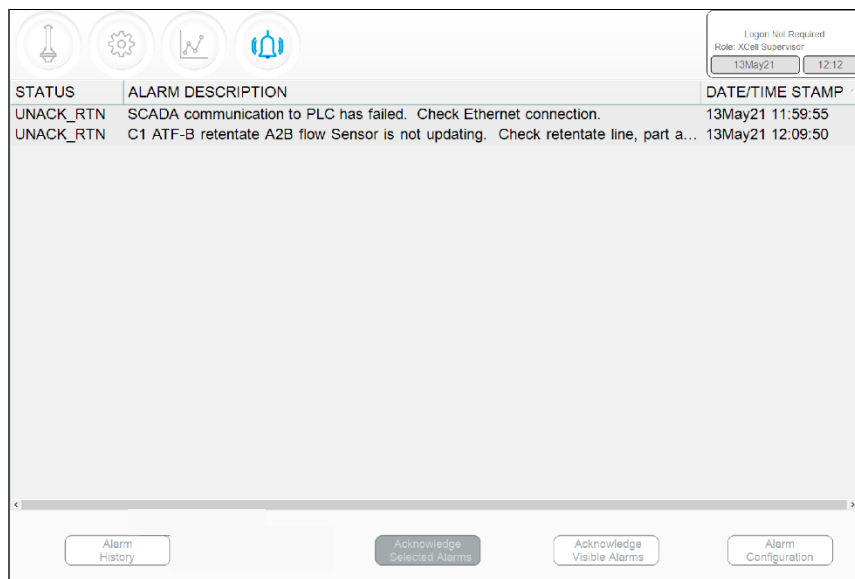 Logon Not Required
Role: XCell Supervisor
13May21 12:12
STATUS ALARM DESCRIPTION DATE/TIME STAMP
UNACK_RTN SCADA communication to PLC has failed. Check Ethernet connection. 13May21 11:59:55
UNACK_RTN C1 ATF-B retentate A2B flow Sensor is not updating. Check retentate line, part a... 13May21 12:09:50
Alarm History
Acknowledge Selected Alarms
Acknowledge Visible Alarms
Alarm Configuration